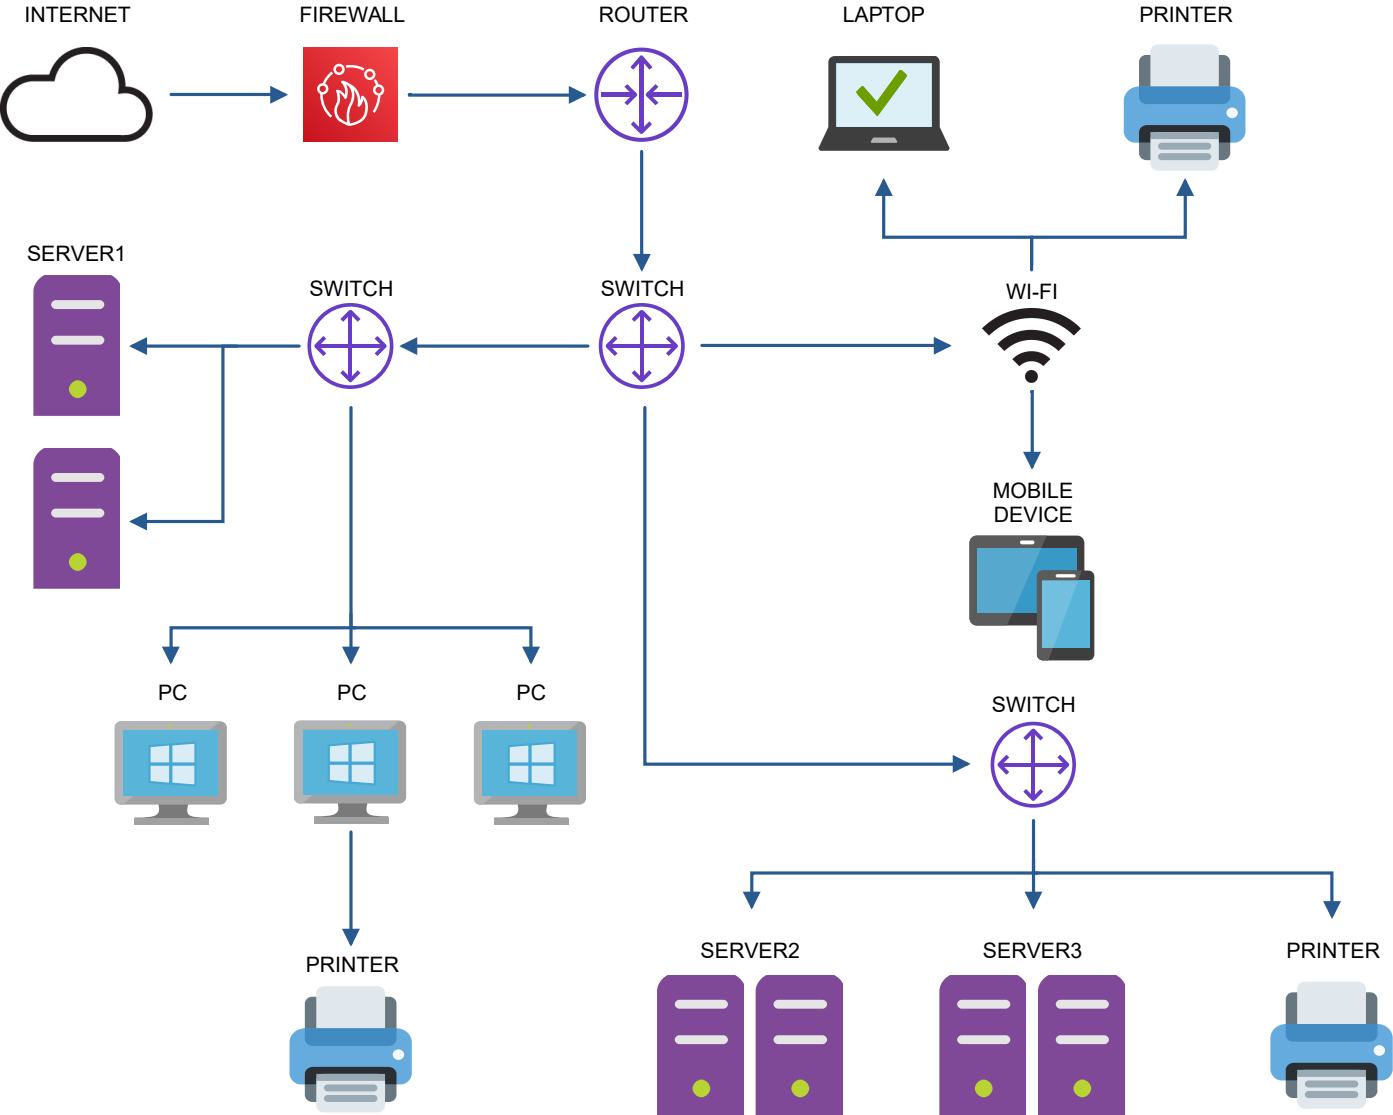 INTERNET
FIREWALL
ROUTER
LAPTOP
PRINTER
SERVER1
SWITCH
SWITCH
WI-FI
MOBILE
DEVICE
PC
PC
PC
SWITCH
PRINTER
SERVER2
SERVER3
PRINTER